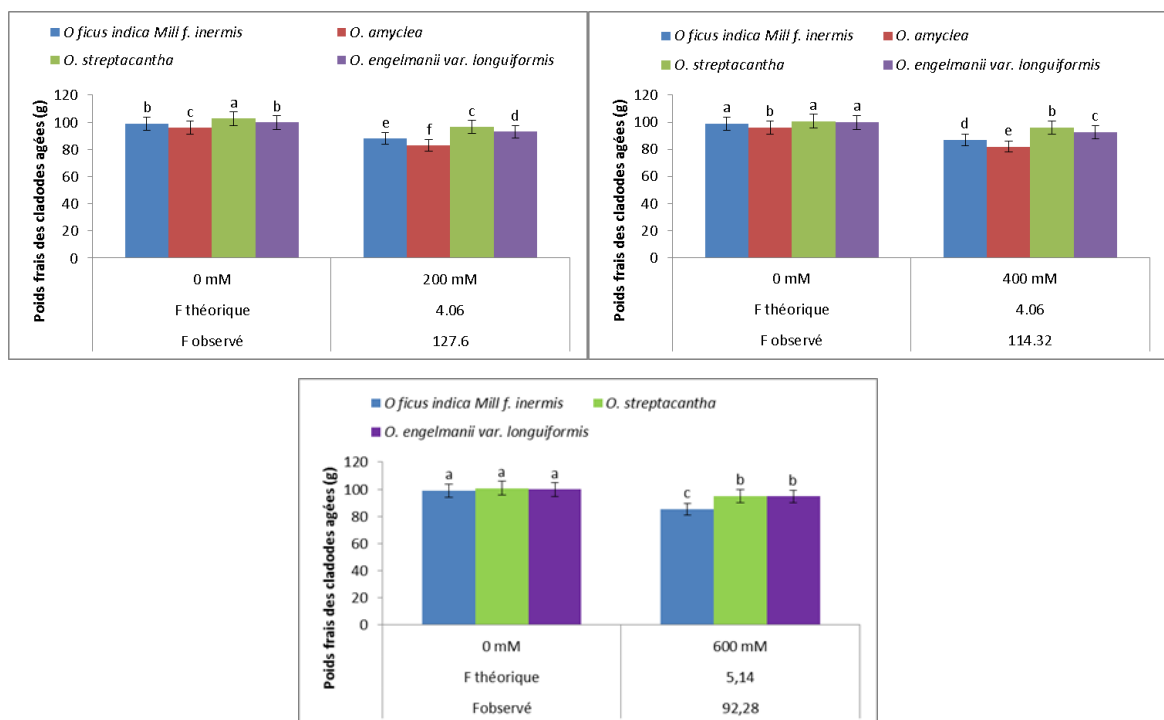 O ficus indica Mill f. inermis
O. amyclea
O. streptacantha
O. engelmanii var. longuiformis
Poids frais des cladodes agées (g)
120
100
80
60
40
20
0
b
c
a
b
e
f
c
d
0 mM
200 mM
F théorique
4.06
F observé
127.6
O ficus indica Mill f. inermis
O. amyclea
O. streptacantha
O. engelmanii var. longuiformis
Poids frais des cladodes agées (g)
120
100
80
60
40
20
0
a
b
a
a
d
e
b
c
0 mM
400 mM
F théorique
4.06
F observé
114.32
O ficus indica Mill f. inermis
O. streptacantha
O. engelmanii var. longuiformis
Poids frais des cladodes agées (g)
120
100
80
60
40
20
0
a
a
a
c
b
b
0 mM
600 mM
F théorique
5,14
Fobservé
92,28